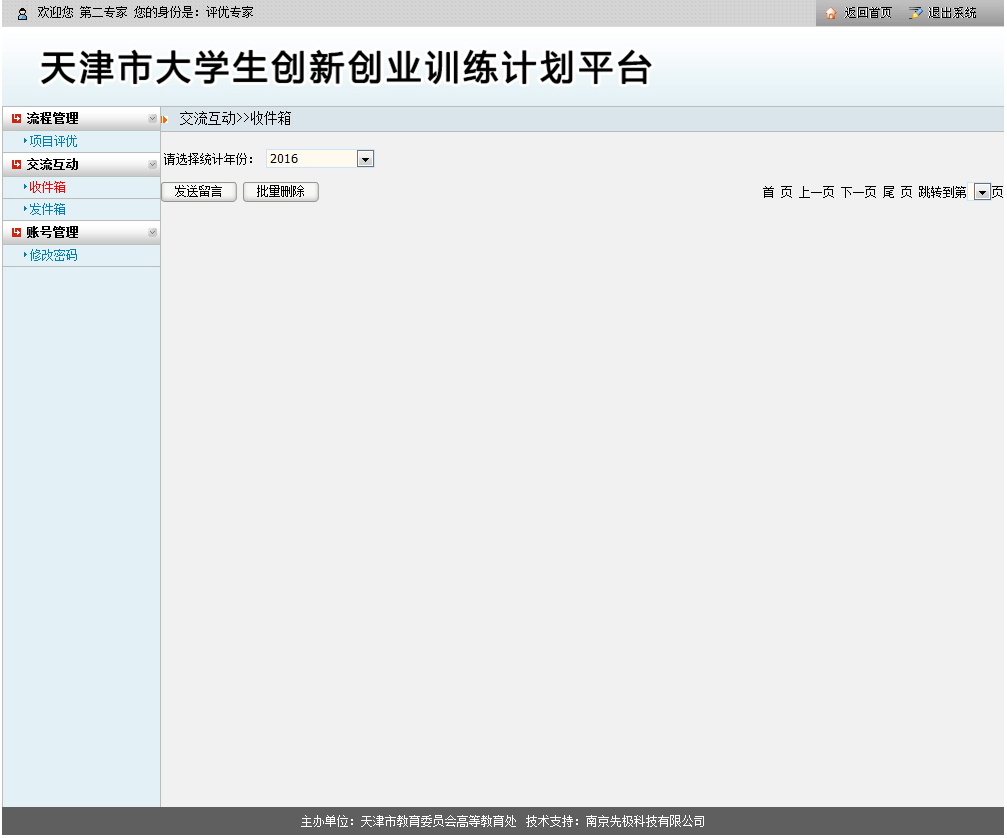 欢迎您 第二专家 您的身份是：评优专家
返回首页 退出系统
天津市大学生创新创业训练计划平台
流程管理
项目评优
交流互动
收件箱
发件箱
账号管理
修改密码
交流互动>>收件箱
请选择统计年份： 2016
发送留言 批量删除 首 页 上一页 下一页 尾 页 跳转到第 页
主办单位：天津市教育委员会高等教育处 技术支持：南京先极科技有限公司